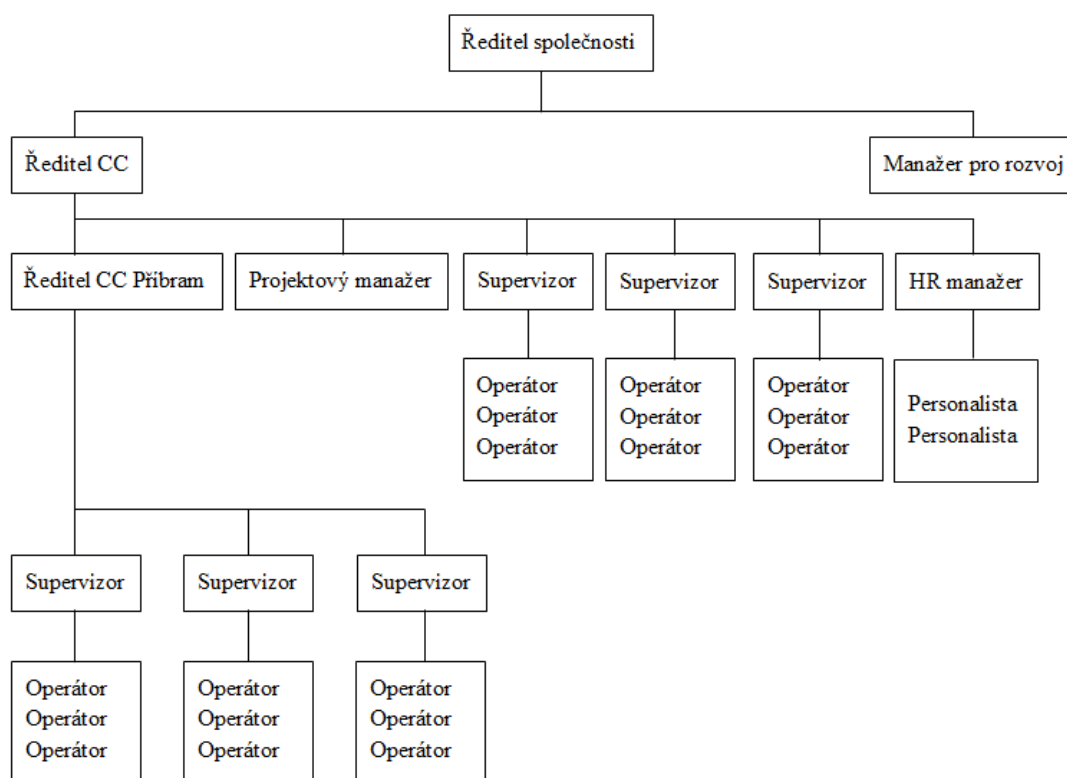 Ředitel společnosti
Ředitel CC
Manažer pro rozvoj
Ředitel CC Příbram
Projektový manažer
Supervizor
Supervizor
Supervizor
HR manažer
Operátor
Operátor
Operátor
Operátor
Operátor
Operátor
Operátor
Operátor
Operátor
Personalista
Personalista
Supervizor
Supervizor
Supervizor
Operátor
Operátor
Operátor
Operátor
Operátor
Operátor
Operátor
Operátor
Operátor